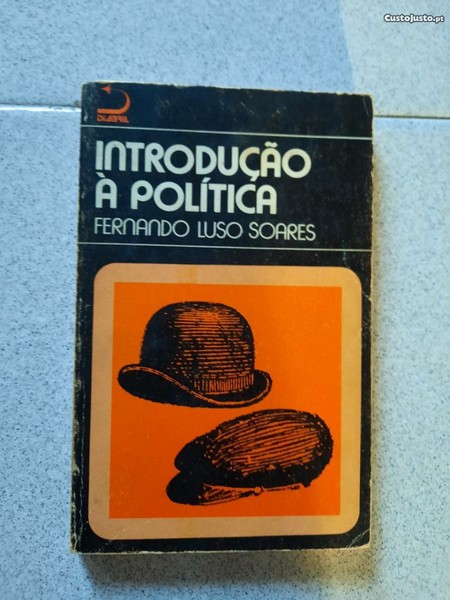 CustoJusto.pt
DIABRIL
INTRODUÇÃO
À POLÍTICA
FERNANDO LUSO SOARES